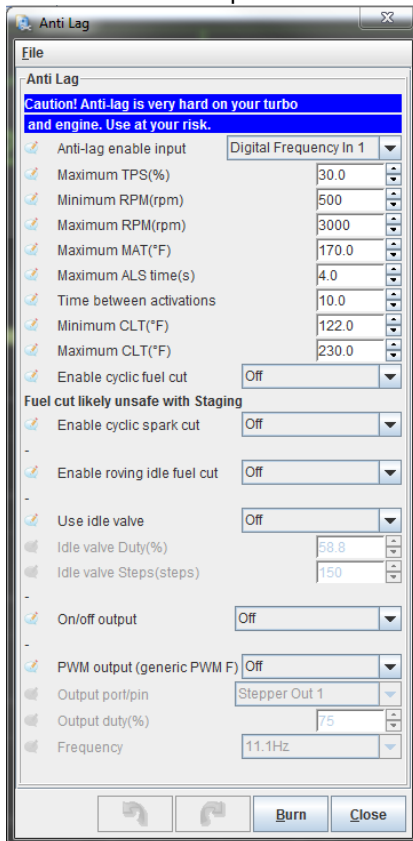 Anti Lag
File
Anti Lag
Caution! Anti-lag is very hard on your turbo
and engine. Use at your risk.
Anti-lag enable input Digital Frequency In 1
Maximum TPS(%) 30.0
Minimum RPM(rpm) 500
Maximum RPM(rpm) 3000
Maximum MAT(°F) 170.0
Maximum ALS time(s) 4.0
Time between activations 10.0
Minimum CLT(°F) 122.0
Maximum CLT(°F) 230.0
Enable cyclic fuel cut Off
Fuel cut likely unsafe with Staging
Enable cyclic spark cut Off
-
Enable roving idle fuel cut Off
-
Use idle valve Off
Idle valve Duty(%) 58.8
Idle valve Steps(steps) 150
-
On/off output Off
-
PWM output (generic PWM F) Off
Output port/pin Stepper Out 1
Output duty(%) 75
Frequency 11.1Hz
Burn Close